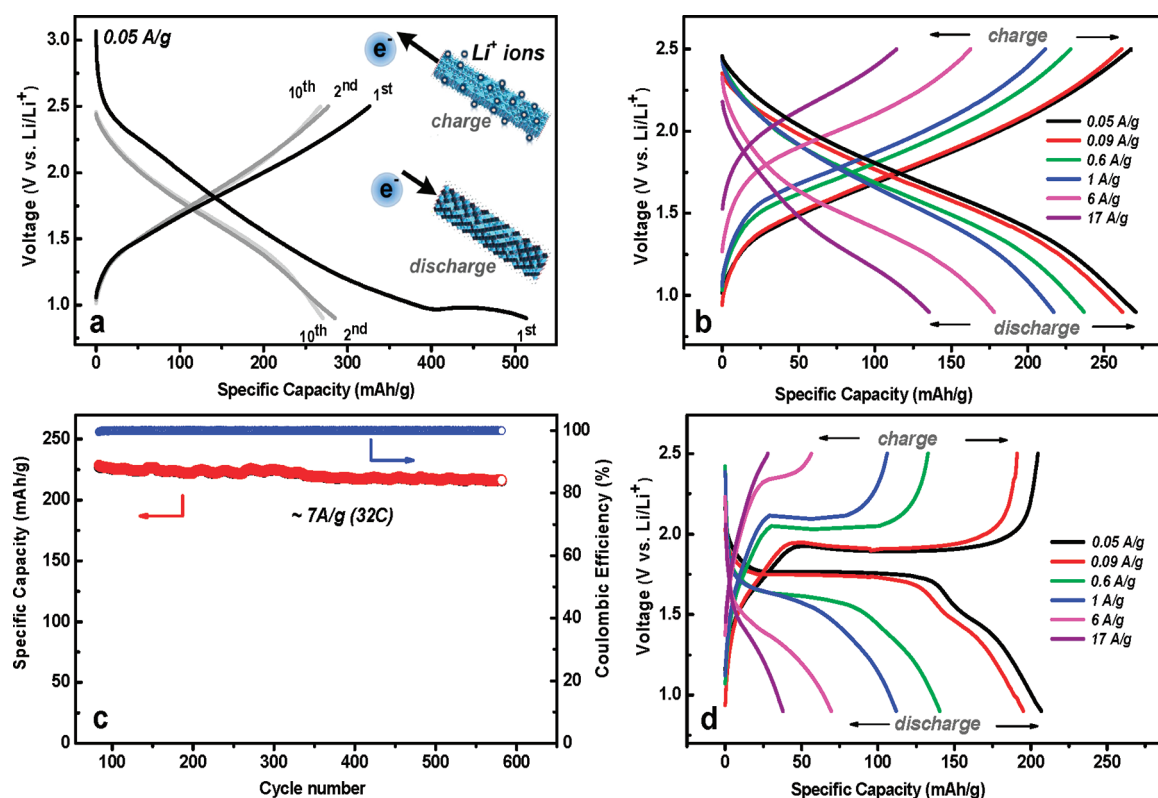 0.05 A/g
e-
Li+ ions
10th
2nd
1st
charge
e-
discharge
10th
2nd
1st
a
3.0
2.5
2.0
1.5
1.0
Voltage (V vs. Li/Li+)
0
100
200
300
400
500
Specific Capacity (mAh/g)
charge
0.05 A/g
0.09 A/g
0.6 A/g
1 A/g
6 A/g
17 A/g
discharge
b
2.5
2.0
1.5
1.0
Voltage (V vs. Li/Li+)
0
50
100
150
200
250
Specific Capacity (mAh/g)
~ 7A/g (32C)
c
250
225
200
175
150
125
100
75
50
25
0
Specific Capacity (mAh/g)
100
80
60
40
20
0
Coulombic Efficiency (%)
100
200
300
400
500
600
Cycle number
charge
0.05 A/g
0.09 A/g
0.6 A/g
1 A/g
6 A/g
17 A/g
discharge
d
2.5
2.0
1.5
1.0
Voltage (V vs. Li/Li+)
0
50
100
150
200
250
Specific Capacity (mAh/g)